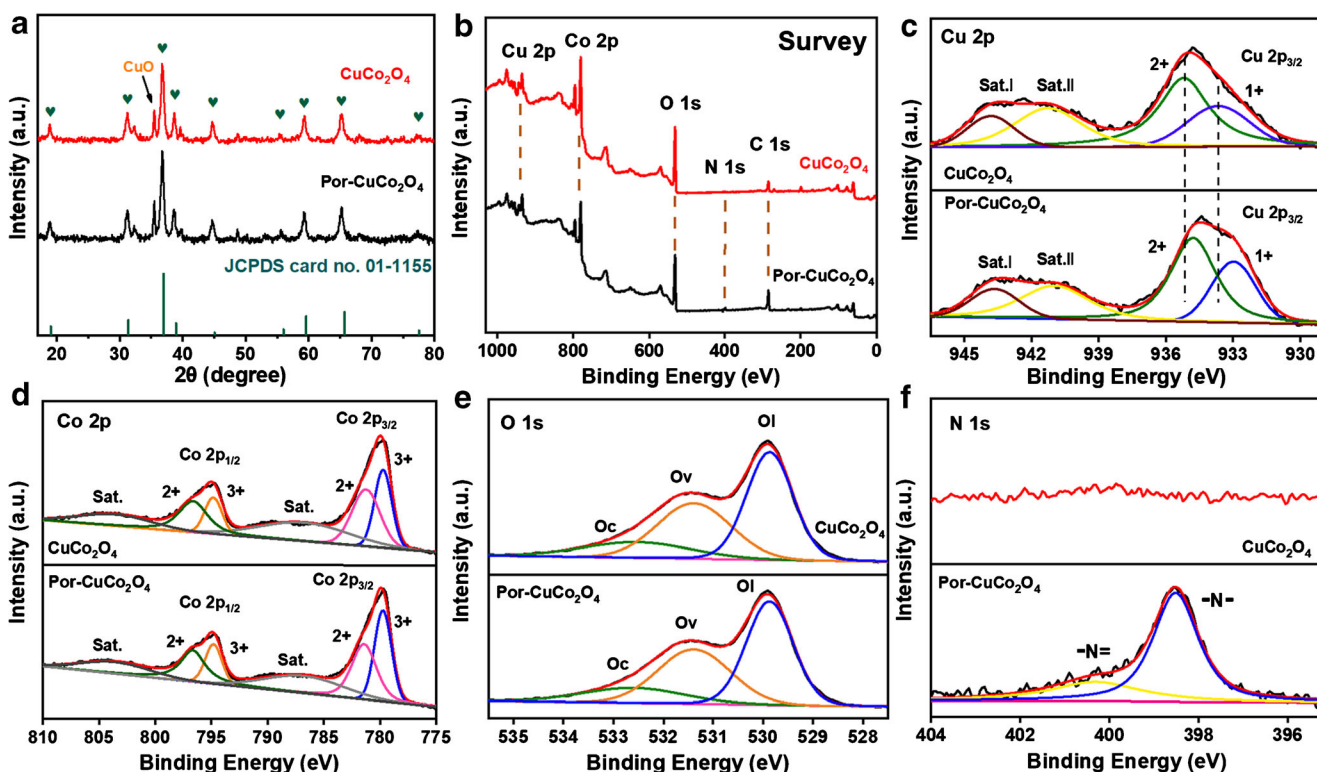 a
CuO
CuCo₂O₄
Por-CuCo₂O₄
JCPDS card no. 01-1155
Intensity (a.u.)
20 30 40 50 60 70 80
2θ (degree)
b
Survey
Cu 2p
Co 2p
O 1s
N 1s
C 1s
CuCo₂O₄
Por-CuCo₂O₄
Intensity (a.u.)
1000 800 600 400 200 0
Binding Energy (eV)
c
Cu 2p
2+
Cu 2p₃/₂
1+
Sat.I
Sat.II
CuCo₂O₄
Por-CuCo₂O₄
Cu 2p₃/₂
2+
1+
Sat.I
Sat.II
Intensity (a.u.)
945 942 939 936 933 930
Binding Energy (eV)
d
Co 2p
Co 2p₃/₂
3+
Co 2p₁/₂
2+
2+
3+
Sat.
Sat.
CuCo₂O₄
Por-CuCo₂O₄
Co 2p₃/₂
Co 2p₁/₂
3+
2+
2+
3+
Sat.
Sat.
Intensity (a.u.)
810 805 800 795 790 785 780 775
Binding Energy (eV)
e
O 1s
Ol
Ov
Oc
CuCo₂O₄
Por-CuCo₂O₄
Ol
Ov
Oc
Intensity (a.u.)
535 534 533 532 531 530 529 528
Binding Energy (eV)
f
N 1s
CuCo₂O₄
Por-CuCo₂O₄
-N-
-N=
Intensity (a.u.)
404 402 400 398 396
Binding Energy (eV)